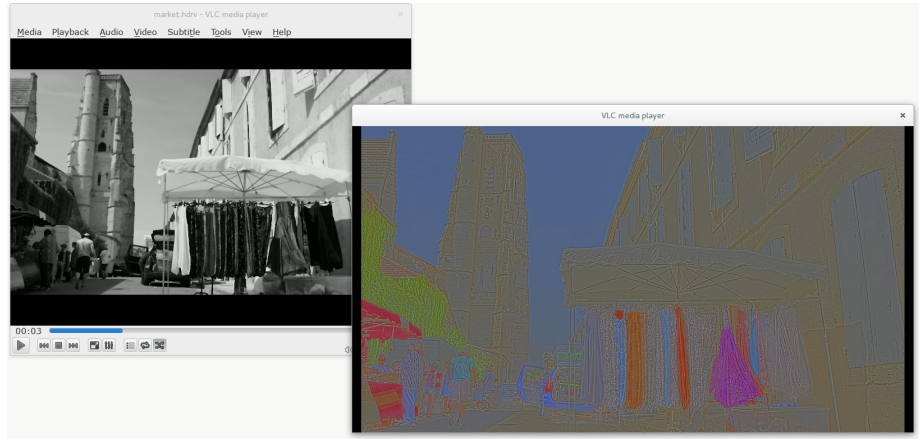 market.hdrv - VLC media player
Media Playback Audio Video Subtitle Tools View Help
VLC media player
00:03